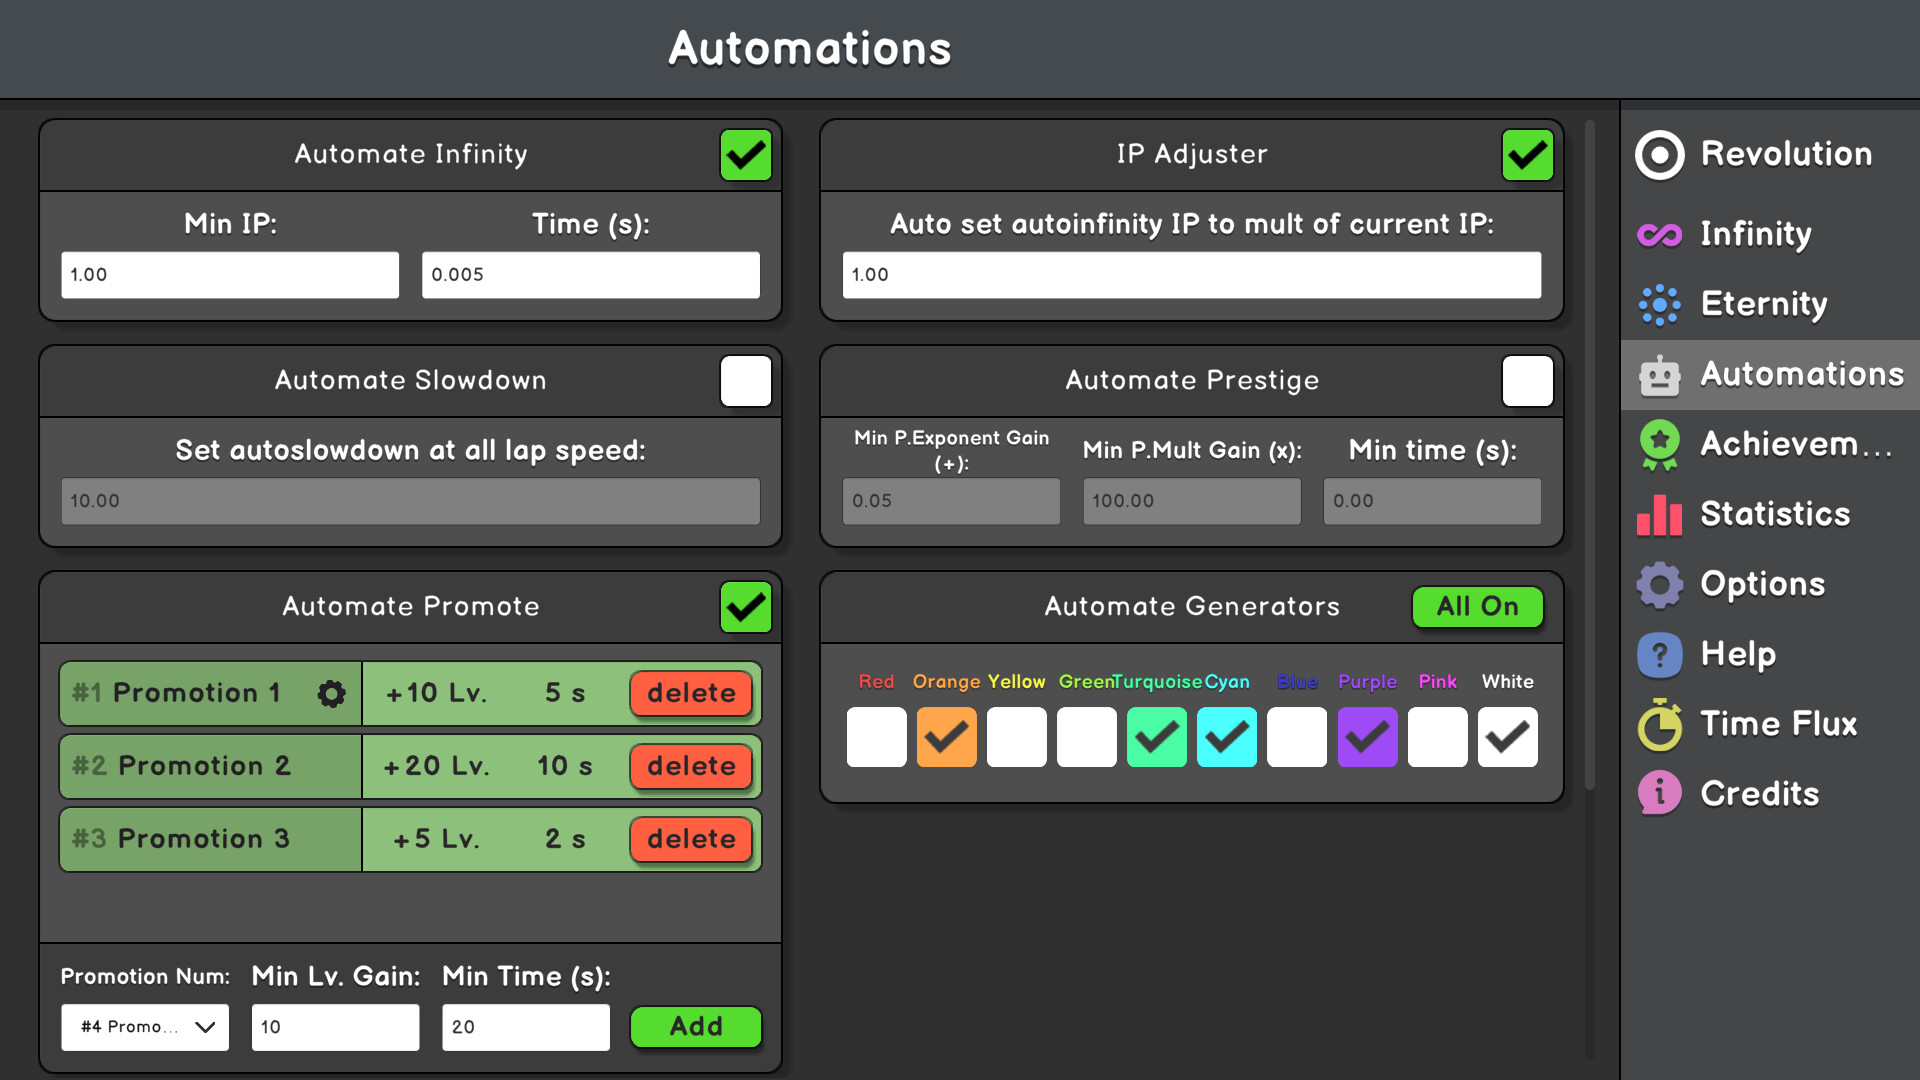 Automations
Automate Infinity
Min IP:
Time (s):
1.00
0.005
IP Adjuster
Auto set autoinfinity IP to mult of current IP:
1.00
Automate Slowdown
Set autoslowdown at all lap speed:
10.00
Automate Prestige
Min P.Exponent Gain
(+):
Min P.Mult Gain (x):
Min time (s):
0.05
100.00
0.00
Automate Promote
#1 Promotion 1
+10 Lv.
5 s
delete
#2 Promotion 2
+20 Lv.
10 s
delete
#3 Promotion 3
+5 Lv.
2 s
delete
Promotion Num:
Min Lv. Gain:
Min Time (s):
#4 Promo...
10
20
Add
Automate Generators
All On
Red
Orange
Yellow
Green
Turquoise
Cyan
Blue
Purple
Pink
White
Revolution
Infinity
Eternity
Automations
Achievem...
Statistics
Options
Help
Time Flux
Credits